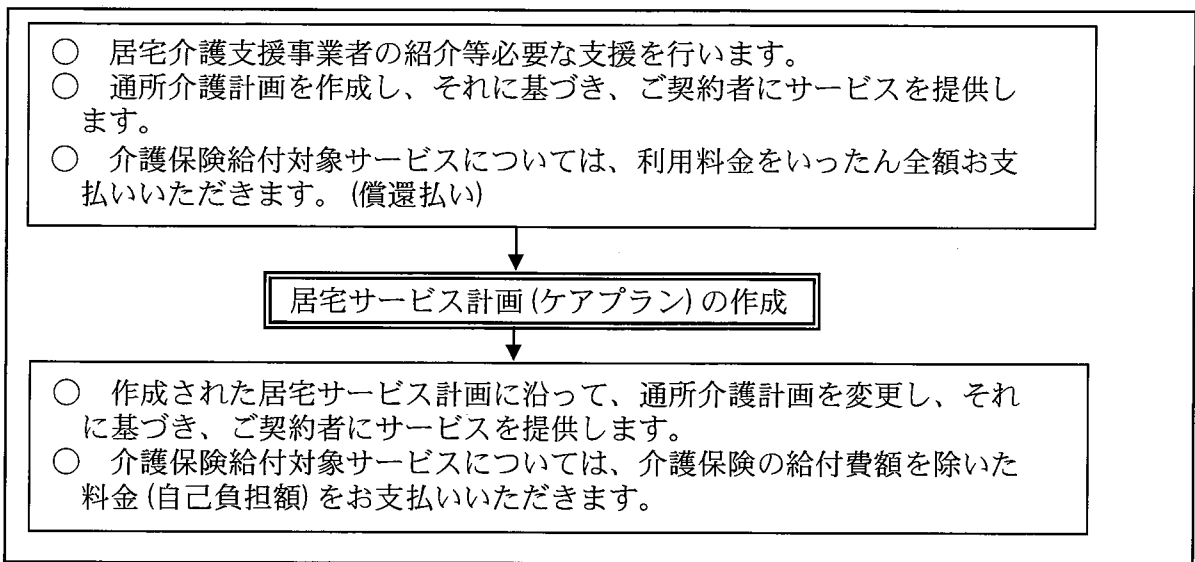 ○　居宅介護支援事業者の紹介等必要な支援を行います。
○　通所介護計画を作成し、それに基づき、ご契約者にサービスを提供し
ます。
○　介護保険給付対象サービスについては、利用料金をいったん全額お支
払いいただきます。(償還払い)
居宅サービス計画(ケアプラン)の作成
○　作成された居宅サービス計画に沿って、通所介護計画を変更し、それ
に基づき、ご契約者にサービスを提供します。
○　介護保険給付対象サービスについては、介護保険の給付費額を除いた
料金(自己負担額)をお支払いいただきます。